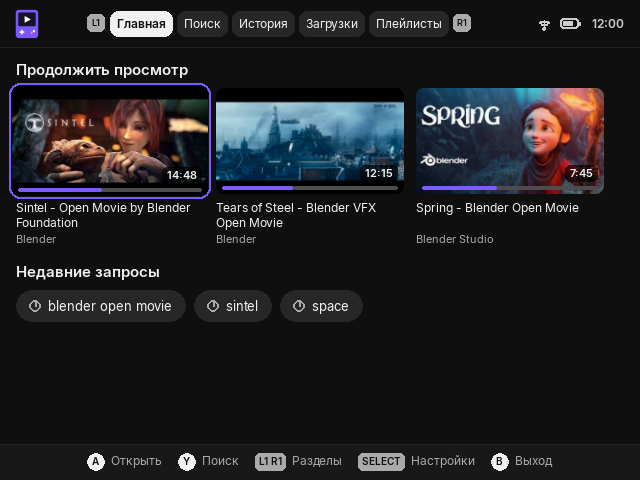 L1 Главная Поиск История Загрузки Плейлисты R1 12:00
Продолжить просмотр
SINTEL
14:48
12:15
SPRING
blender
7:45
Sintel - Open Movie by Blender
Foundation
Blender
Tears of Steel - Blender VFX
Open Movie
Blender
Spring - Blender Open Movie
Blender Studio
Недавние запросы
blender open movie sintel space
A Открыть Y Поиск L1 R1 Разделы SELECT Настройки B Выход